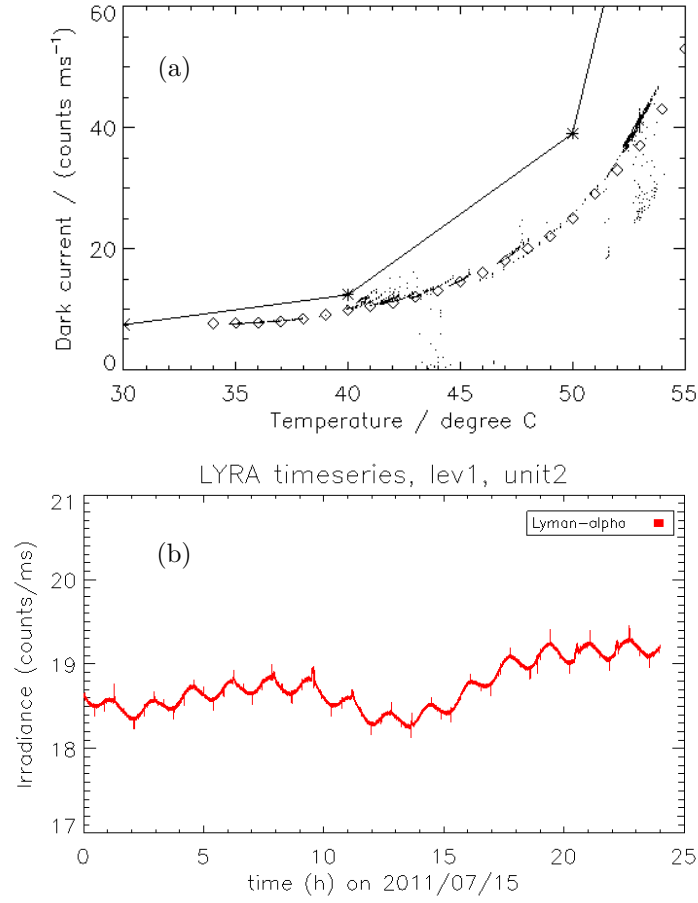 60
(a)
40
20
0
Dark current / (counts ms⁻¹)
30 35 40 45 50 55
Temperature / degree C
LYRA timeseries, lev1, unit2
21
Lyman-alpha
(b)
20
19
18
17
Irradiance (counts/ms)
0 5 10 15 20 25
time (h) on 2011/07/15